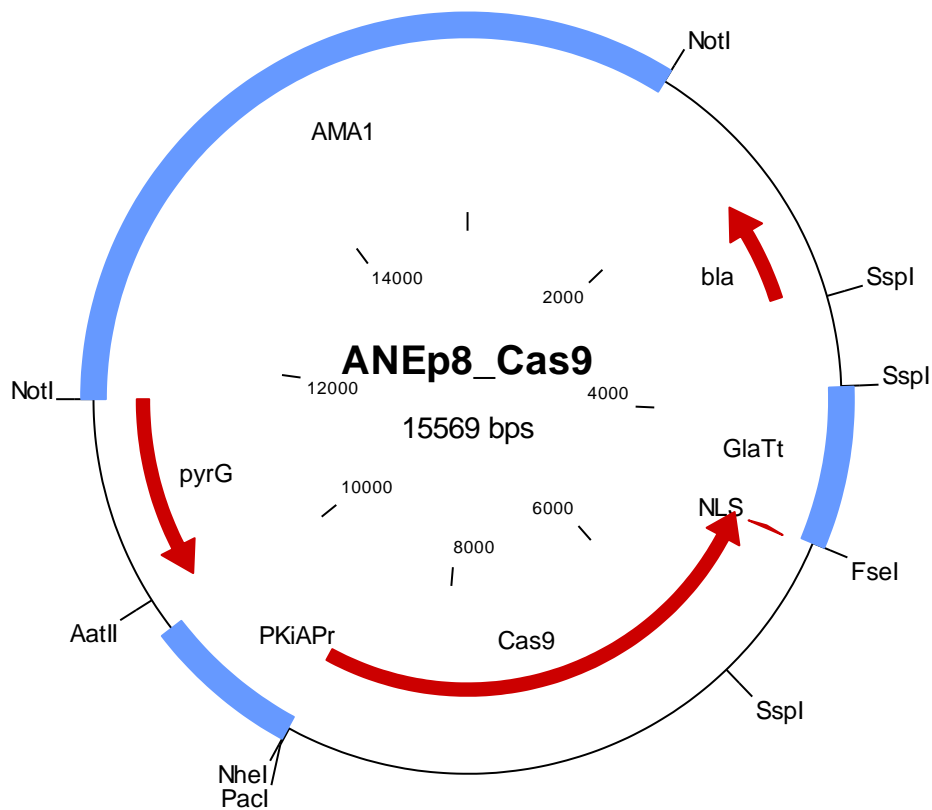 NotI
AMA1
14000
2000
bla
SspI
ANEp8_Cas9
SspI
NotI
12000
4000
15569 bps
GlaTt
pyrG
10000
6000
NLS
8000
FseI
AatII
PKiAPr
Cas9
SspI
NheI
PacI